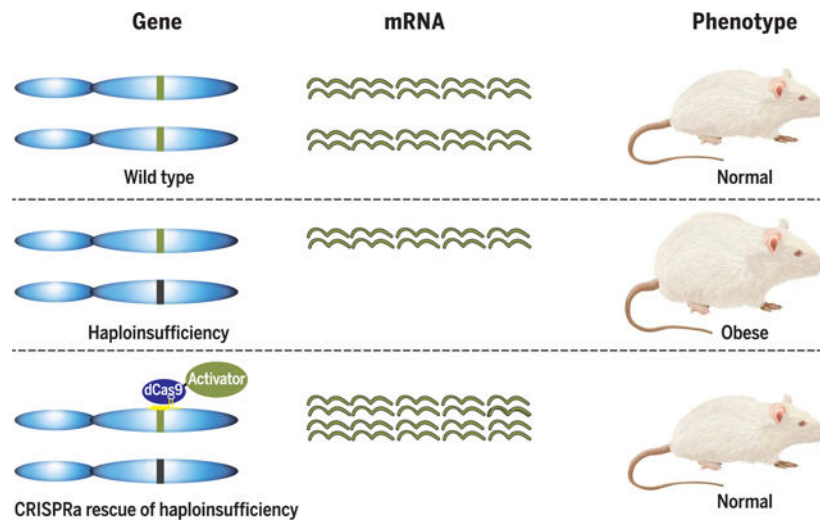 Gene mRNA Phenotype
Wild type Normal
Haploinsufficiency Obese
Activator
dCas9
CRISPRa rescue of haploinsufficiency Normal